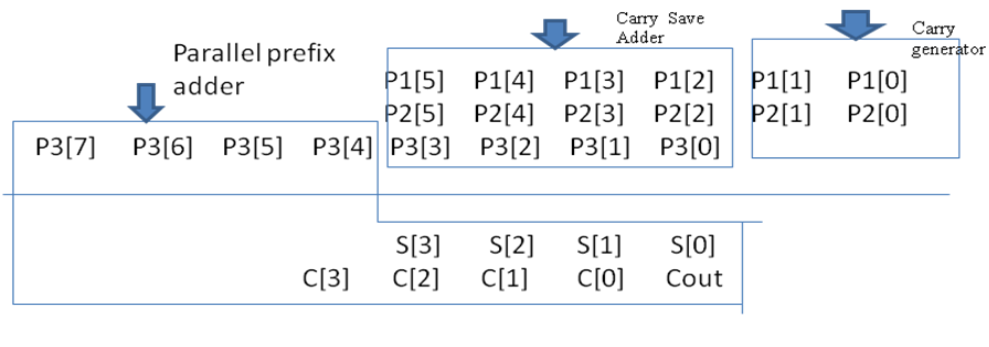 Carry Save
Adder
Carry
generator
Parallel prefix
adder
P1[5] P1[4] P1[3] P1[2] P1[1] P1[0]
P2[5] P2[4] P2[3] P2[2] P2[1] P2[0]
P3[7] P3[6] P3[5] P3[4] P3[3] P3[2] P3[1] P3[0]
S[3] S[2] S[1] S[0]
C[3] C[2] C[1] C[0] Cout